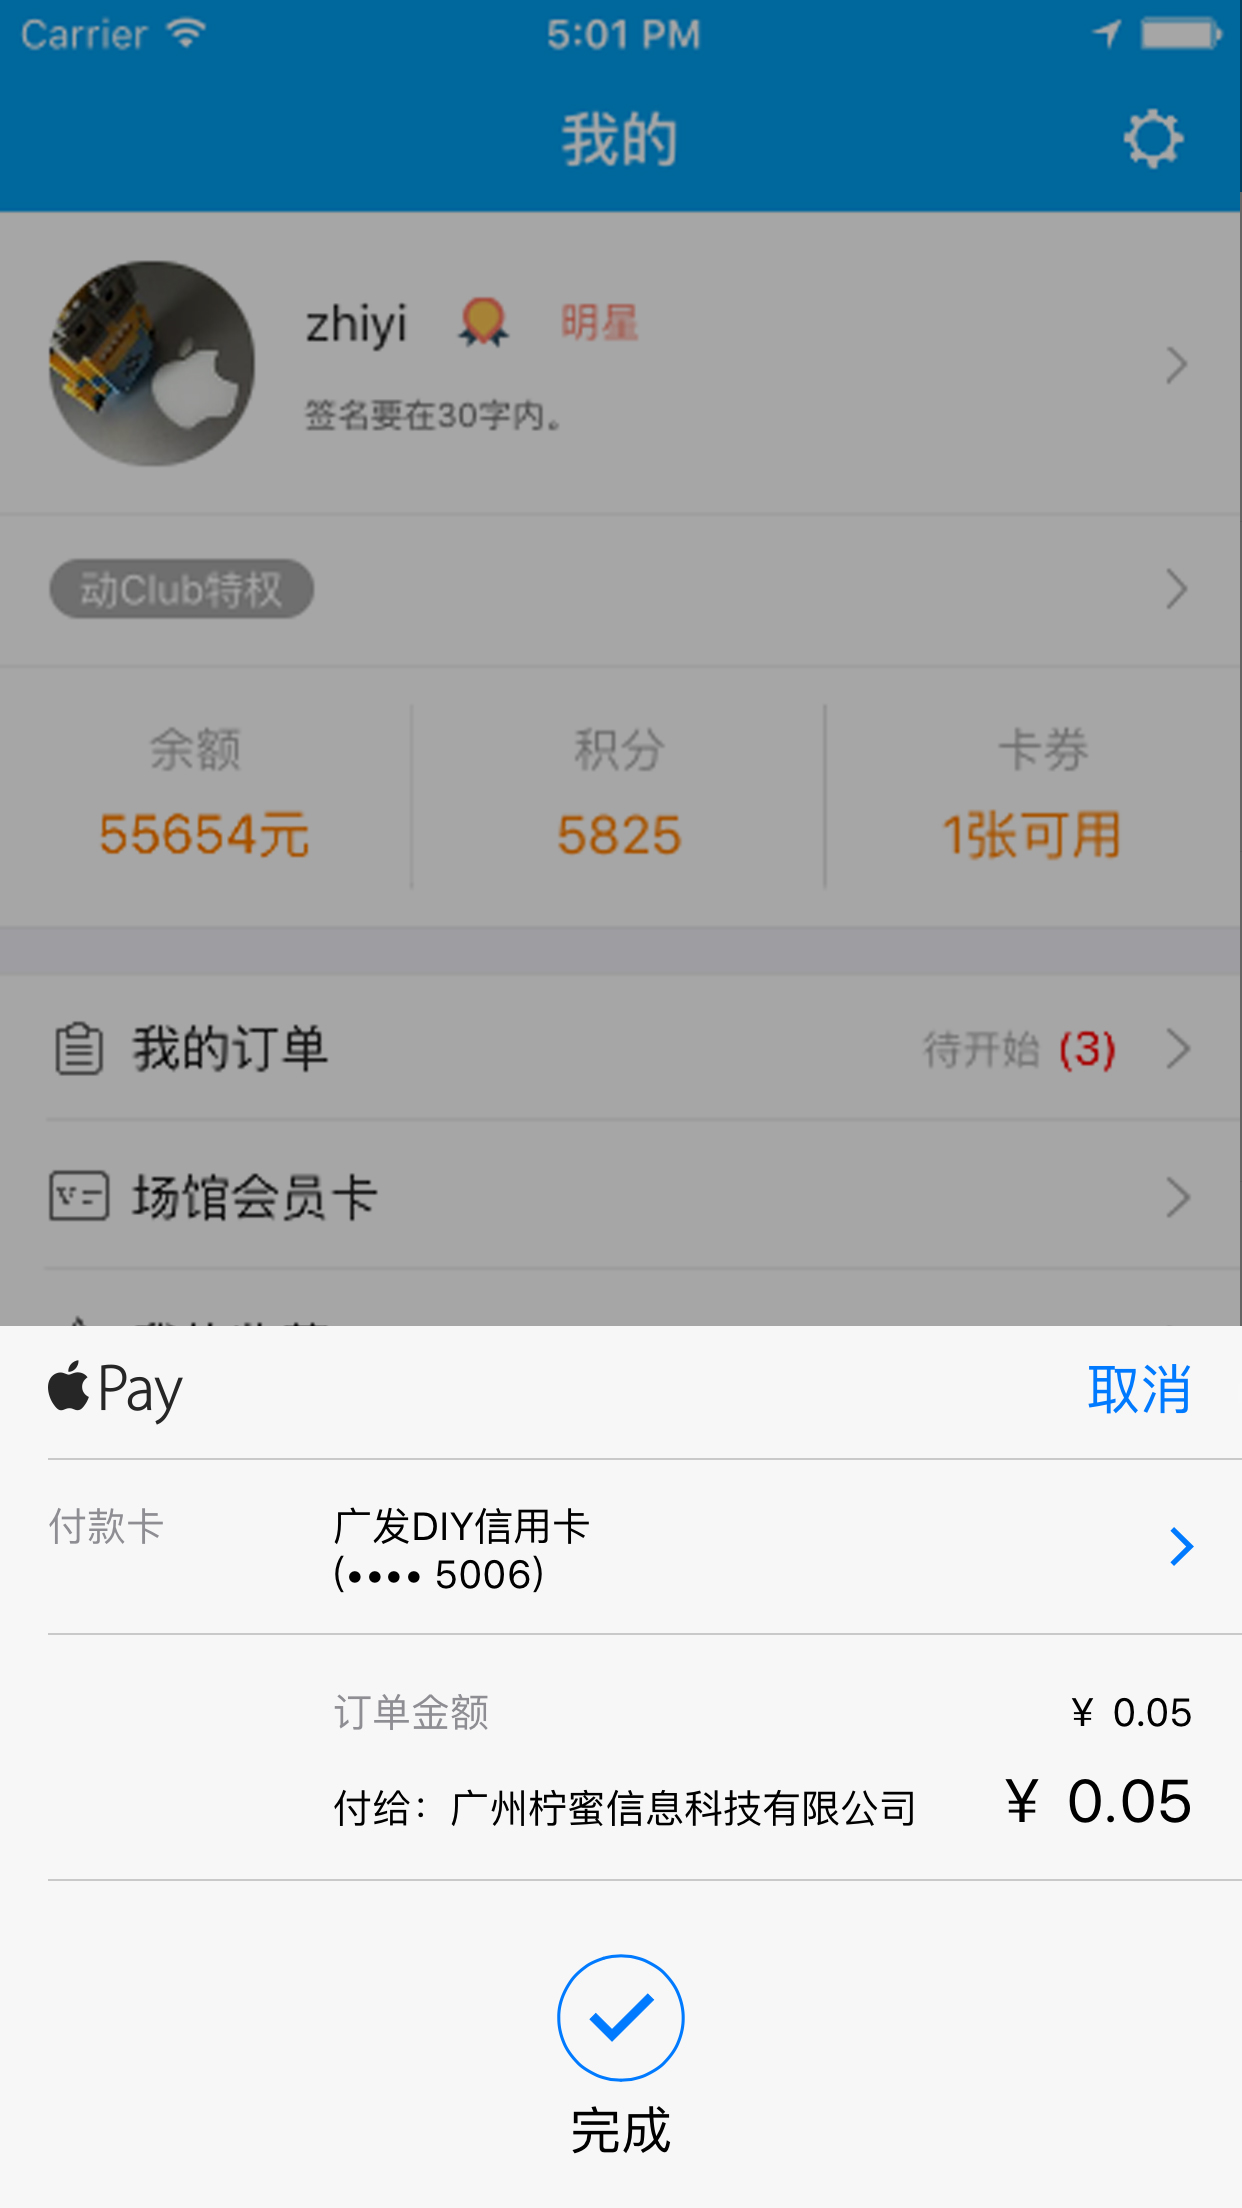 Carrier 5:01 PM
我的
zhiyi 明星
签名要在30字内。
动Club特权
余额 积分 卡券
55654元 5825 1张可用
我的订单 待开始 (3)
场馆会员卡
Pay 取消
付款卡 广发DIY信用卡
(•••• 5006)
订单金额 ¥ 0.05
付给：广州柠蜜信息科技有限公司 ¥ 0.05
完成